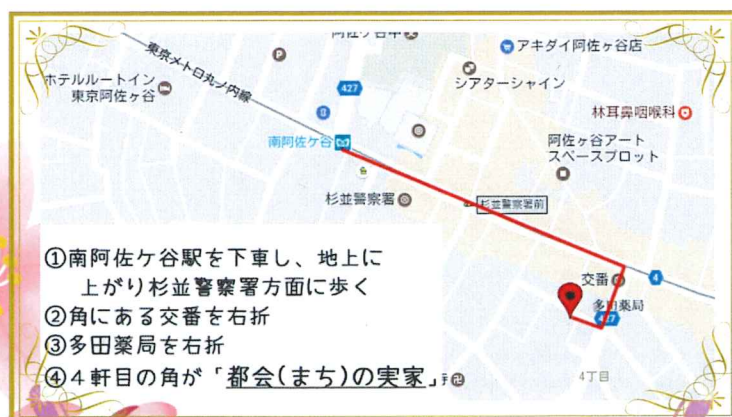 阿佐ケ谷中
アキダイ阿佐ヶ谷店
東京メトロ丸ノ内線
ホテルルートイン
東京阿佐ヶ谷
シアターシャイン
427
林耳鼻咽喉科
南阿佐ケ谷
阿佐ヶ谷アート
スペースプロット
杉並警察署
杉並警察署前
4
交番
多田薬局
427
4丁目
①南阿佐ケ谷駅を下車し、地上に
上がり杉並警察署方面に歩く
②角にある交番を右折
③多田薬局を右折
④4軒目の角が「都会(まち)の実家」